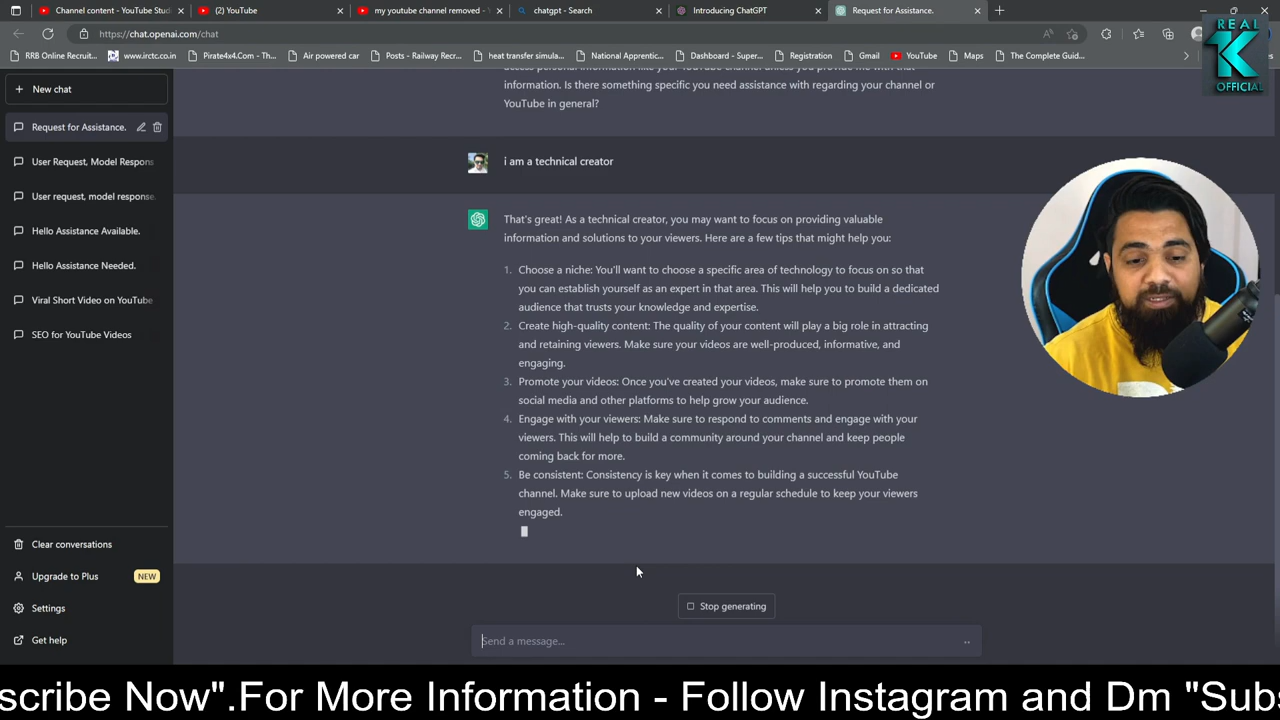 Channel content - YouTube Stud
(2) YouTube
my youtube channel removed -
chatgpt - Search
Introducing ChatGPT
Request for Assistance.
https://chat.openai.com/chat
RRB Online Recruit...
www.irctc.co.in
Pirate4x4.Com - Th...
Air powered car
Posts - Railway Recr...
heat transfer simula...
National Apprentic...
Dashboard - Super...
Registration
Gmail
YouTube
Maps
The Complete Guid...
REAL
K
OFFICIAL
New chat
Request for Assistance.
User Request, Model Respons
User request, model response.
Hello Assistance Available.
Hello Assistance Needed.
Viral Short Video on YouTube
SEO for YouTube Videos
Clear conversations
Upgrade to Plus NEW
Settings
Get help
access personal information like your YouTube channel unless you provide me with that
information. Is there something specific you need assistance with regarding your channel or
YouTube in general?
i am a technical creator
That's great! As a technical creator, you may want to focus on providing valuable
information and solutions to your viewers. Here are a few tips that might help you:
1. Choose a niche: You'll want to choose a specific area of technology to focus on so that
you can establish yourself as an expert in that area. This will help you to build a dedicated
audience that trusts your knowledge and expertise.
2. Create high-quality content: The quality of your content will play a big role in attracting
and retaining viewers. Make sure your videos are well-produced, informative, and
engaging.
3. Promote your videos: Once you've created your videos, make sure to promote them on
social media and other platforms to help grow your audience.
4. Engage with your viewers: Make sure to respond to comments and engage with your
viewers. This will help to build a community around your channel and keep people
coming back for more.
5. Be consistent: Consistency is key when it comes to building a successful YouTube
channel. Make sure to upload new videos on a regular schedule to keep your viewers
engaged.
Stop generating
Send a message...
scribe Now".For More Information - Follow Instagram and Dm "Subs